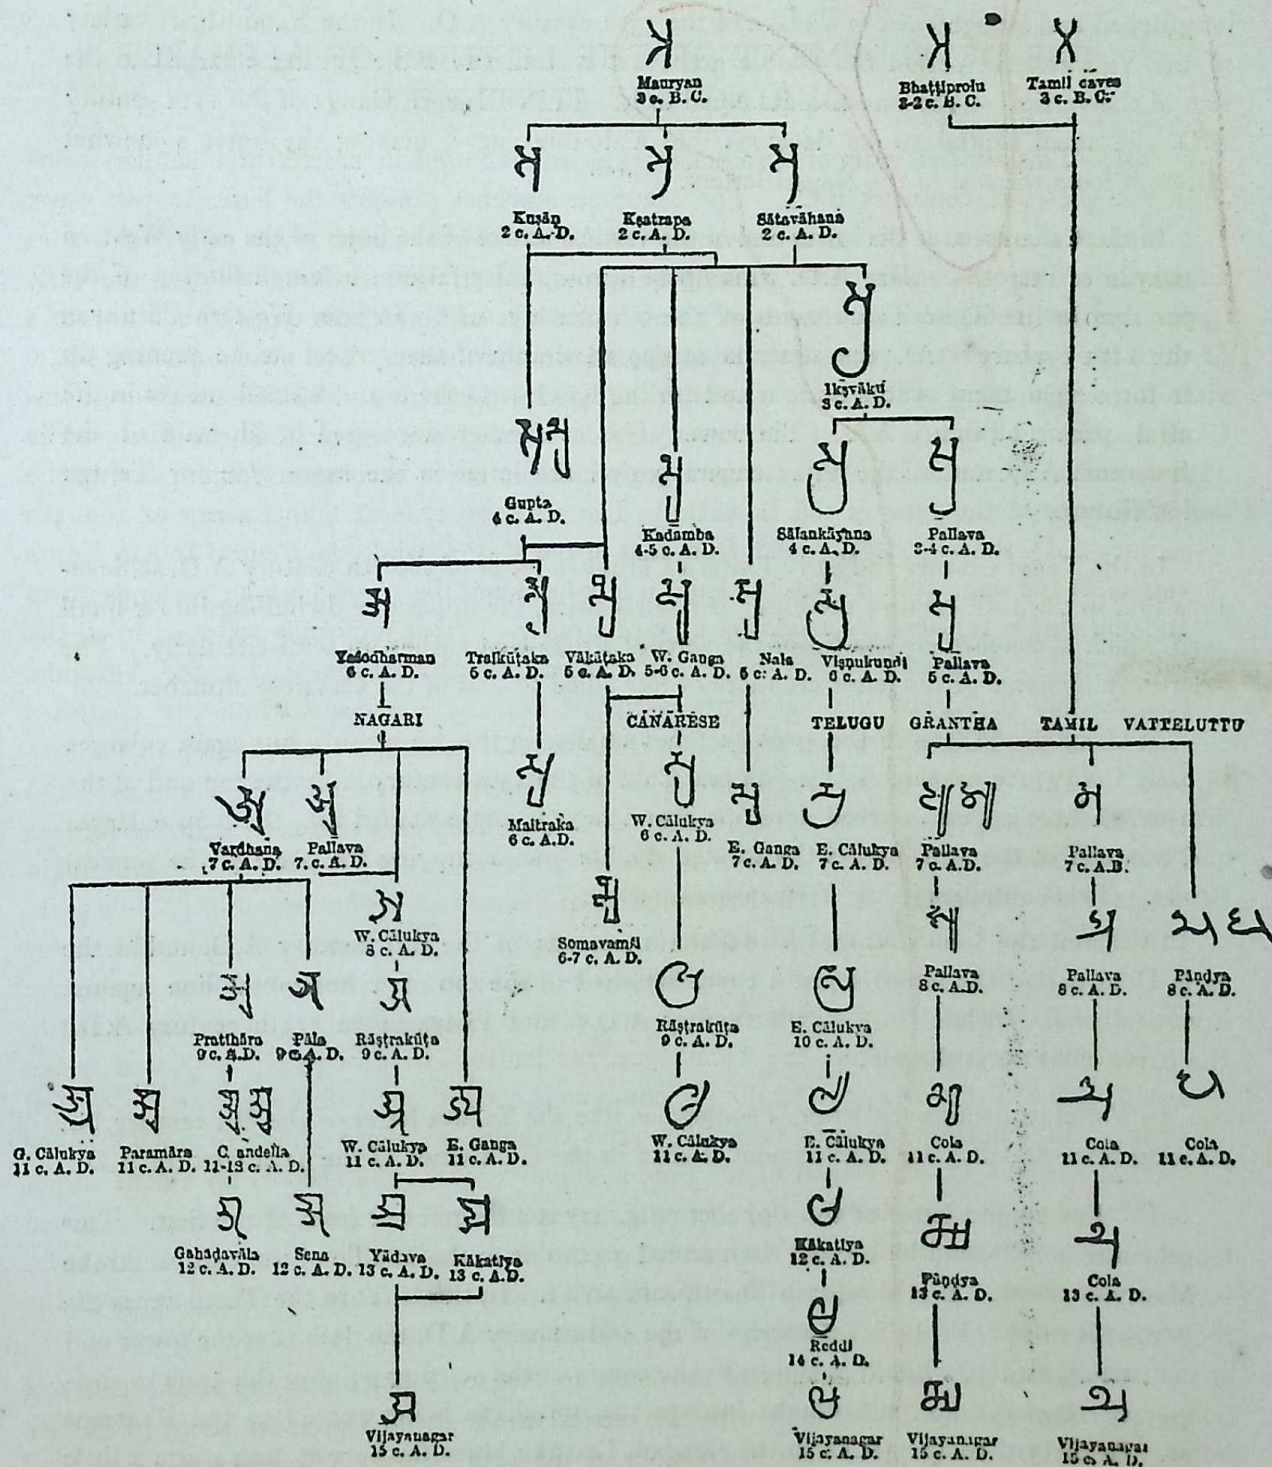 Mauryan
3 c. B. C.
Bhattiprolu
3-2 c. B. C.
Tamil caves
3 c. B. C.
Kuṣān
2 c. A. D.
Kṣatrapa
2 c. A. D.
Sātavāhana
2 c. A. D.
Ikṣvāku
3 c. A. D.
Gupta
4 c. A. D.
Kadamba
4-5 c. A. D.
Sālankāyana
4 c. A. D.
Pallava
3-4 c. A. D.
Yaśodharman
6 c. A. D.
Traikūṭaka
5 c. A. D.
Vākāṭaka
5 c. A. D.
W. Ganga
5-6 c. A. D.
Nala
5 c. A. D.
Viṣṇukundi
6 c. A. D.
Pallava
5 c. A. D.
NAGARI
CANARESE
TELUGU
GRANTHA
TAMIL
VATTELUTTU
Vardhana
7 c. A. D.
Pallava
7 c. A. D.
Maitraka
6 c. A. D.
W. Cālukya
6 c. A. D.
E. Ganga
7 c. A. D.
E. Cālukya
7 c. A. D.
Pallava
7 c. A. D.
Pallava
7 c. A. D.
W. Cālukya
8 c. A. D.
Somavamśi
6-7 c. A. D.
Pallava
8 c. A. D.
Pallava
8 c. A. D.
Pāndya
8 c. A. D.
Pratihāra
9 c. A. D.
Pāla
9 c. A. D.
Rāṣṭrakūṭa
9 c. A. D.
Rāṣṭrakūṭa
9 c. A. D.
E. Cālukya
10 c. A. D.
G. Cālukya
11 c. A. D.
Paramāra
11 c. A. D.
C andella
11-13 c. A. D.
W. Cālukya
11 c. A. D.
E. Ganga
11 c. A. D.
W. Cālukya
11 c. A. D.
E. Cālukya
11 c. A. D.
Cola
11 c. A. D.
Cola
11 c. A. D.
Cola
11 c. A. D.
Gahaḍavāla
12 c. A. D.
Sena
12 c. A. D.
Yādava
13 c. A. D.
Kākatīya
13 c. A. D.
Kākatiya
12 c. A. D.
Pāndya
13 c. A. D.
Cola
13 c. A. D.
Reddi
14 c. A. D.
Vijayanagar
15 c. A. D.
Vijayanagar
15 c. A. D.
Vijayanagar
15 c. A. D.
Vijayanagar
15 c. A. D.